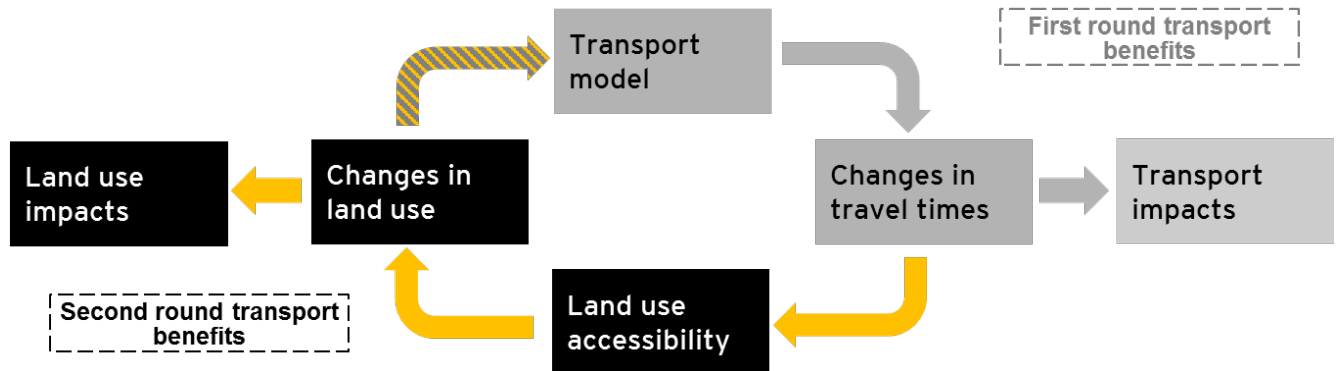 First round transport
benefits
Transport
model
Land use
impacts
Changes in
land use
Changes in
travel times
Transport
impacts
Second round transport
benefits
Land use
accessibility